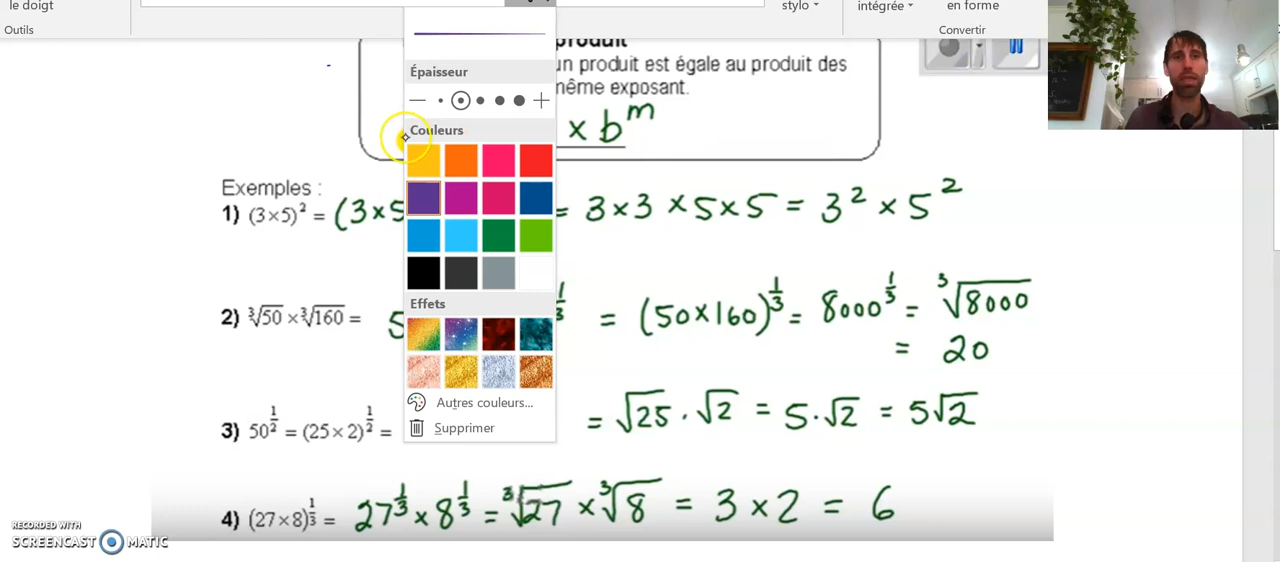 le doigt
stylo
intégrée
en forme
Outils
Convertir
produit
un produit est égale au produit des
même exposant.
× b^m
Épaisseur
Couleurs
Effets
Autres couleurs...
Supprimer
Exemples :
1) (3×5)² = (3×5 = 3×3 ×5×5 = 3² × 5²
2) ∛50 × ∛160 = 5 ^1/3 = (50×160)^1/3 = 8000^1/3 = ∛8000
= 20
3) 50^1/2 = (25×2)^1/2 = = √25 · √2 = 5·√2 = 5√2
4) (27×8)^1/3 = 27^1/3 × 8^1/3 = ∛27 × ∛8 = 3 × 2 = 6
RECORDED WITH
SCREENCAST MATIC